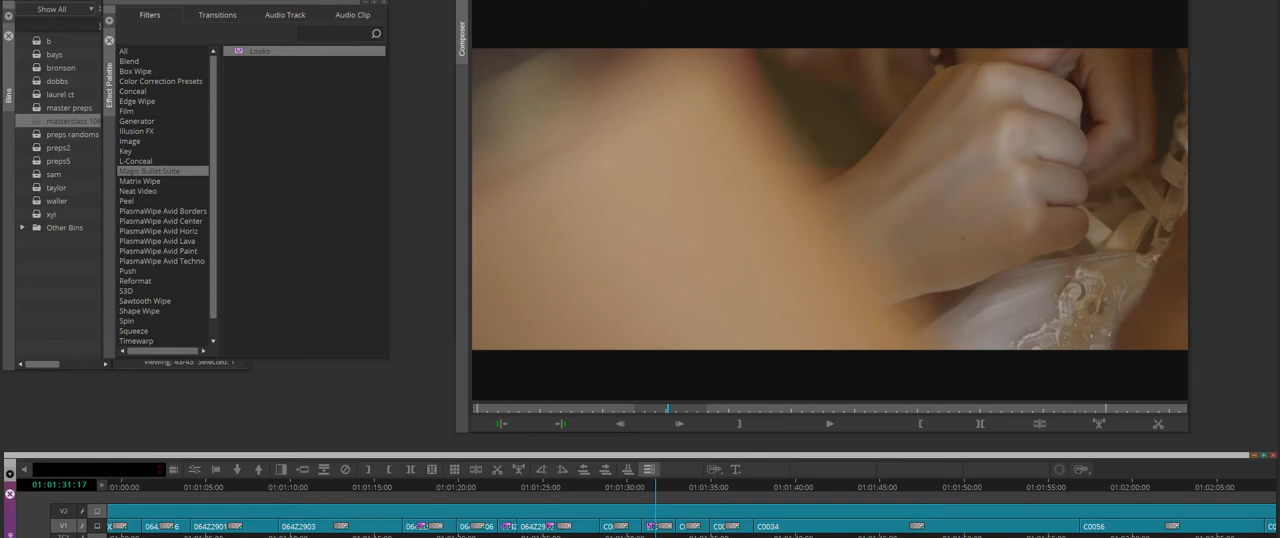 Show All
Bins
b
bays
bronson
dobbs
laurel ct
master preps
masterclass 108
preps randoms
preps2
preps5
sam
taylor
waller
xyi
Other Bins
Effect Palette
Filters
Transitions
Audio Track
Audio Clip
All
Blend
Box Wipe
Color Correction Presets
Conceal
Edge Wipe
Film
Generator
Illusion FX
Image
Key
L-Conceal
Magic Bullet Suite
Matrix Wipe
Neat Video
Peel
PlasmaWipe Avid Borders
PlasmaWipe Avid Center
PlasmaWipe Avid Horiz
PlasmaWipe Avid Lava
PlasmaWipe Avid Paint
PlasmaWipe Avid Techno
Push
Reformat
S3D
Sawtooth Wipe
Shape Wipe
Spin
Squeeze
Timewarp
Looks
Viewing: 43/43 Selected: 1
Composer
01:01:31:17
:01:00:00
01:01:05:00
01:01:10:00
01:01:15:00
01:01:20:00
01:01:25:00
01:01:30:00
01:01:35:00
01:01:40:00
01:01:45:00
01:01:50:00
01:01:55:00
01:02:00:00
01:02:05:00
V2
V1
064Z2901
064Z2903
C0034
C0056